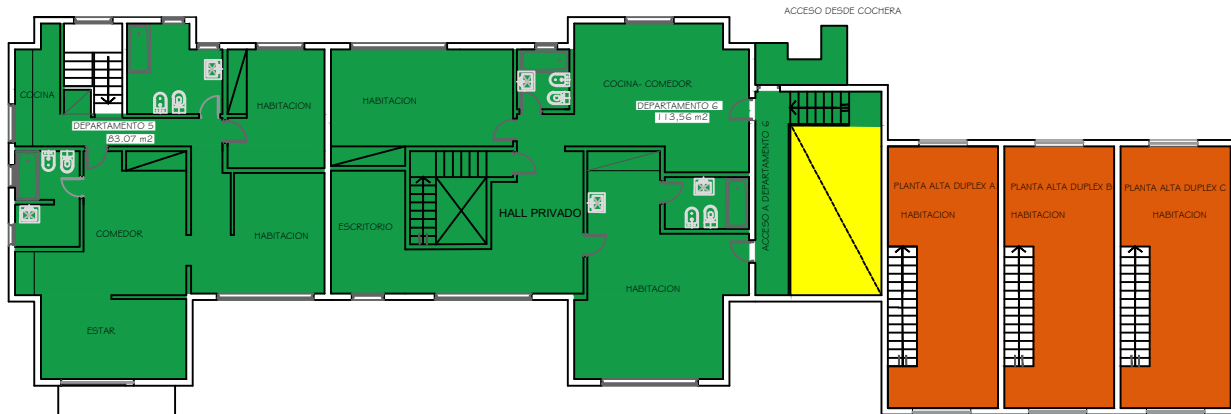 ACCESO DESDE COCHERA
COCINA
HABITACION
HABITACION
COCINA- COMEDOR
DEPARTAMENTO 5
83.07 m2
DEPARTAMENTO 6
113,56 m2
ACCESO A DEPARTAMENTO 6
PLANTA ALTA DUPLEX A
HABITACION
PLANTA ALTA DUPLEX B
HABITACION
PLANTA ALTA DUPLEX C
HABITACION
COMEDOR
HABITACION
ESCRITORIO
HALL PRIVADO
HABITACION
ESTAR